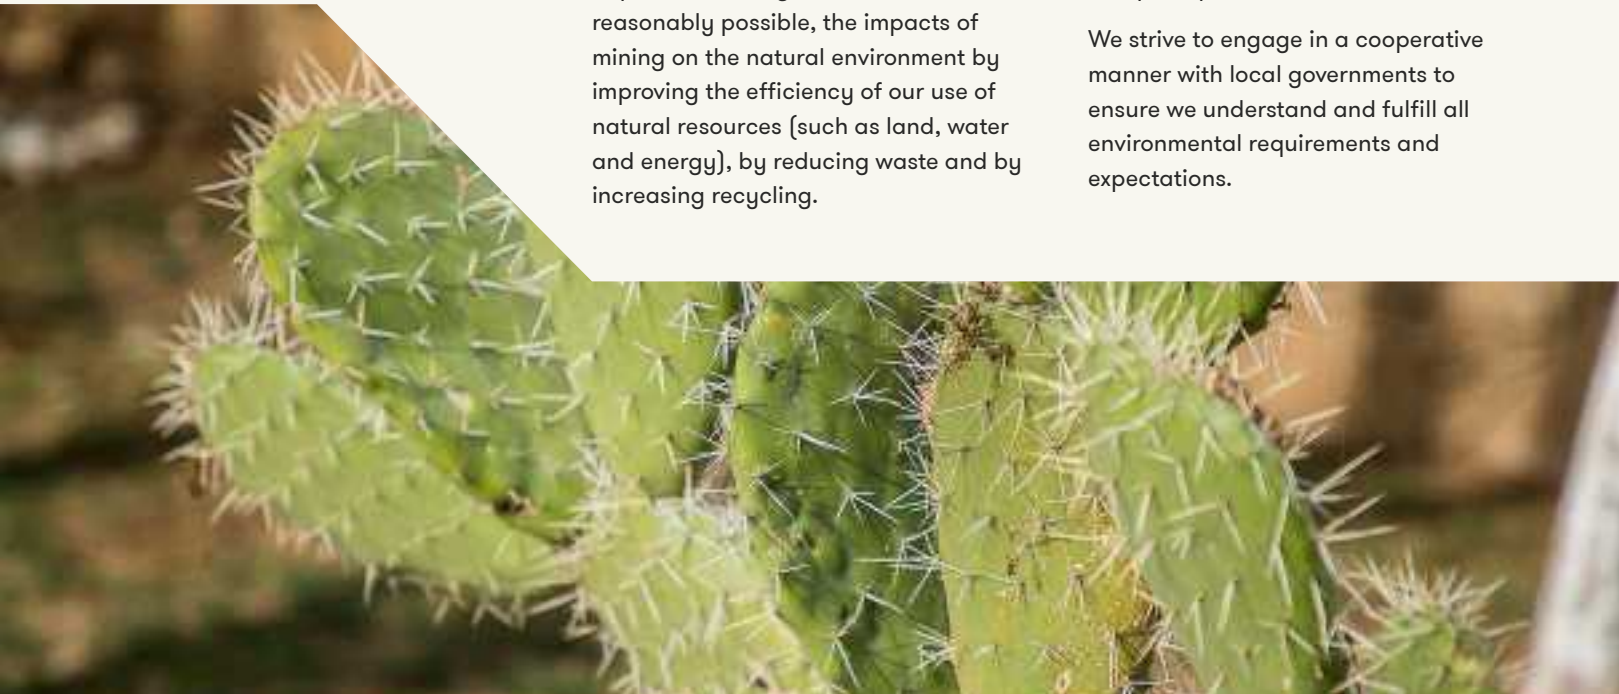 reasonably possible, the impacts of
mining on the natural environment by
improving the efficiency of our use of
natural resources (such as land, water
and energy), by reducing waste and by
increasing recycling.
We strive to engage in a cooperative
manner with local governments to
ensure we understand and fulfill all
environmental requirements and
expectations.